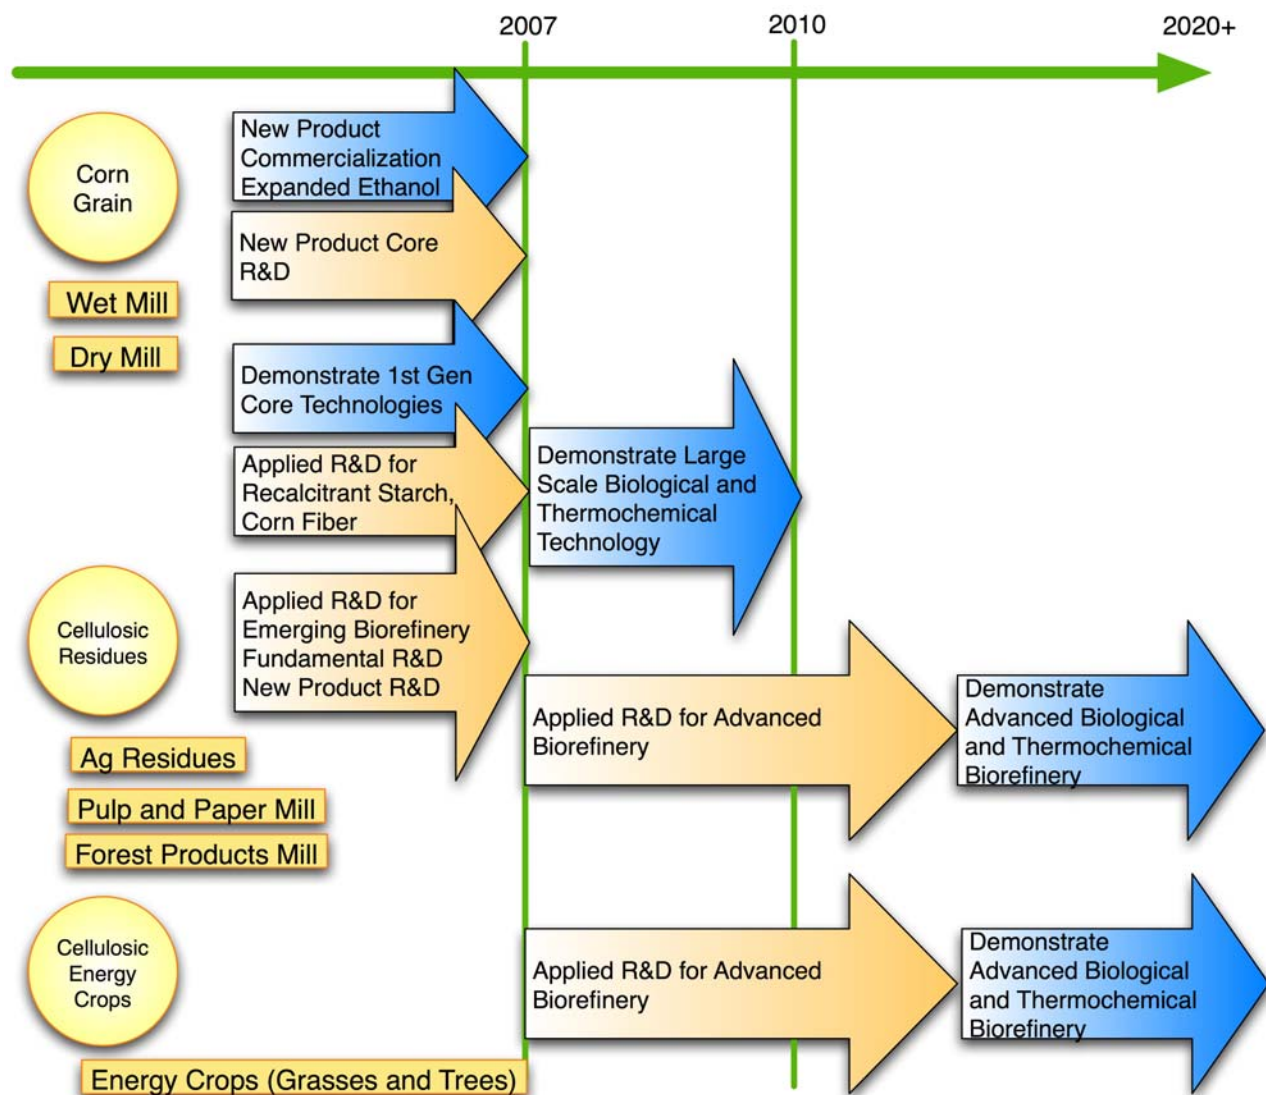 2007
2010
2020+
Corn
Grain
Wet Mill
Dry Mill
New Product
Commercialization
Expanded Ethanol
New Product Core
R&D
Demonstrate 1st Gen
Core Technologies
Applied R&D for
Recalcitrant Starch,
Corn Fiber
Demonstrate Large
Scale Biological and
Thermochemical
Technology
Cellulosic
Residues
Ag Residues
Pulp and Paper Mill
Forest Products Mill
Applied R&D for
Emerging Biorefinery
Fundamental R&D
New Product R&D
Applied R&D for Advanced
Biorefinery
Demonstrate
Advanced Biological
and Thermochemical
Biorefinery
Cellulosic
Energy
Crops
Energy Crops (Grasses and Trees)
Applied R&D for Advanced
Biorefinery
Demonstrate
Advanced Biological
and Thermochemical
Biorefinery